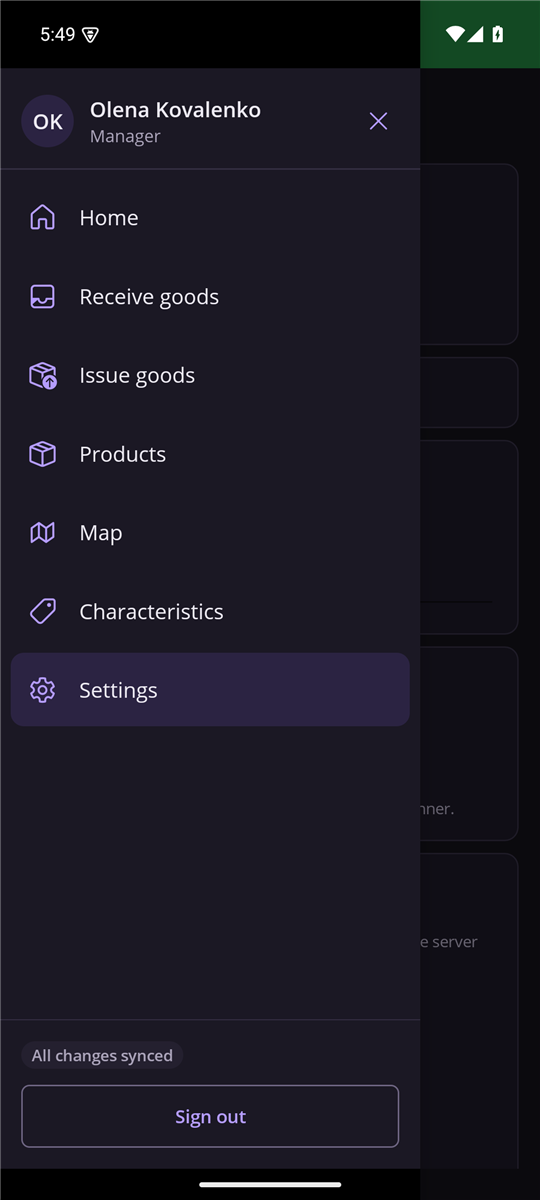 5:49
OK
Olena Kovalenko
Manager
Home
Receive goods
Issue goods
Products
Map
Characteristics
Settings
nner.
e server
All changes synced
Sign out